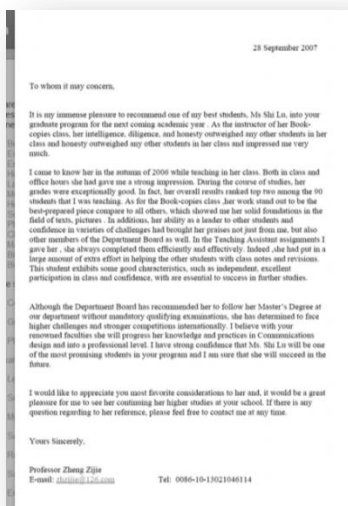 28 September 2007
To whom it may concern,
It is my immense pleasure to recommend one of my best students, Ms Shi Lu, into your
graduate program for the next coming academic year . As the instructor of her Book-
copies class, her intelligence, diligence, and honesty outweighed any other students in her
class and honesty outweighed any other students in her class and impressed me very
much.
I came to know her in the autumn of 2006 while teaching in her class. Both in class and
office hours she had gave me a strong impression. During the course of studies, her
grades were exceptionally good. In fact, her overall results ranked top two among the 90
students that I was teaching. As for the Book-copies class ,her work stand out to be the
best-prepared piece compare to all others, which showed me her solid foundations in the
field of texts, pictures . In additions, her ability as a leader to other students and
confidence in varieties of challenges had brought her praises not just from me, but also
other members of the Department Board as well. In the Teaching Assistant assignments I
gave her , she always completed them efficiently and effectively. Indeed ,she had put in a
large amount of extra effort in helping the other students with class notes and revisions.
This student exhibits some good characteristics, such as independent, excellent
participation in class and confidence, with are essential to success in further studies.
Although the Department Board has recommended her to follow her Master's Degree at
our department without mandatory qualifying examinations, she has determined to face
higher challenges and stronger competitions internationally. I believe with your
renowned faculties she will progress her knowledge and practices in Communications
design and into a professional level. I have strong confidence that Ms. Shi Lu will be one
of the most promising students in your program and I am sure that she will succeed in the
future.
I would like to appreciate you most favorite considerations to her and, it would be a great
pleasure for me to see her continuing her higher studies at your school. If there is any
question regarding to her reference, please feel free to contact me at any time.
Yours Sincerely,
Professor Zheng Zijie
E-mail: zhzijie@126.com Tel: 0086-10-13021046114